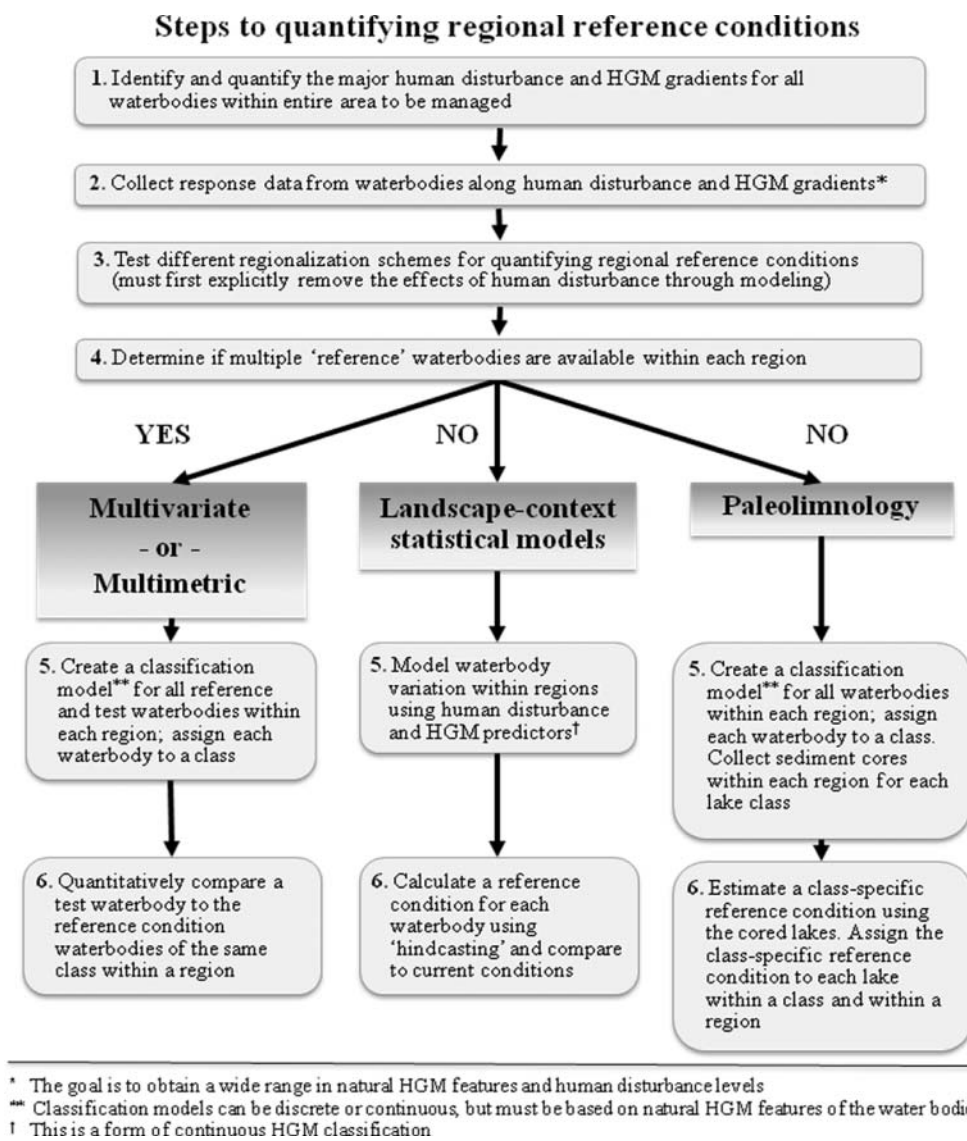 Steps to quantifying regional reference conditions
1. Identify and quantify the major human disturbance and HGM gradients for all
waterbodies within entire area to be managed
2. Collect response data from waterbodies along human disturbance and HGM gradients*
3. Test different regionalization schemes for quantifying regional reference conditions
(must first explicitly remove the effects of human disturbance through modeling)
4. Determine if multiple ‘reference’ waterbodies are available within each region
YES
NO
NO
Multivariate
- or -
Multimetric
5. Create a classification
model** for all reference
and test waterbodies within
each region; assign each
waterbody to a class
6. Quantitatively compare a
test waterbody to the
reference condition
waterbodies of the same
class within a region
Landscape-context
statistical models
5. Model waterbody
variation within regions
using human disturbance
and HGM predictors†
6. Calculate a reference
condition for each
waterbody using
‘hindcasting’ and compare
to current conditions
Paleolimnology
5. Create a classification
model** for all waterbodies
within each region; assign
each waterbody to a class.
Collect sediment cores
within each region for each
lake class
6. Estimate a class-specific
reference condition using
the cored lakes. Assign the
class-specific reference
condition to each lake
within a class and within a
region
* The goal is to obtain a wide range in natural HGM features and human disturbance levels
** Classification models can be discrete or continuous, but must be based on natural HGM features of the water
† This is a form of continuous HGM classification